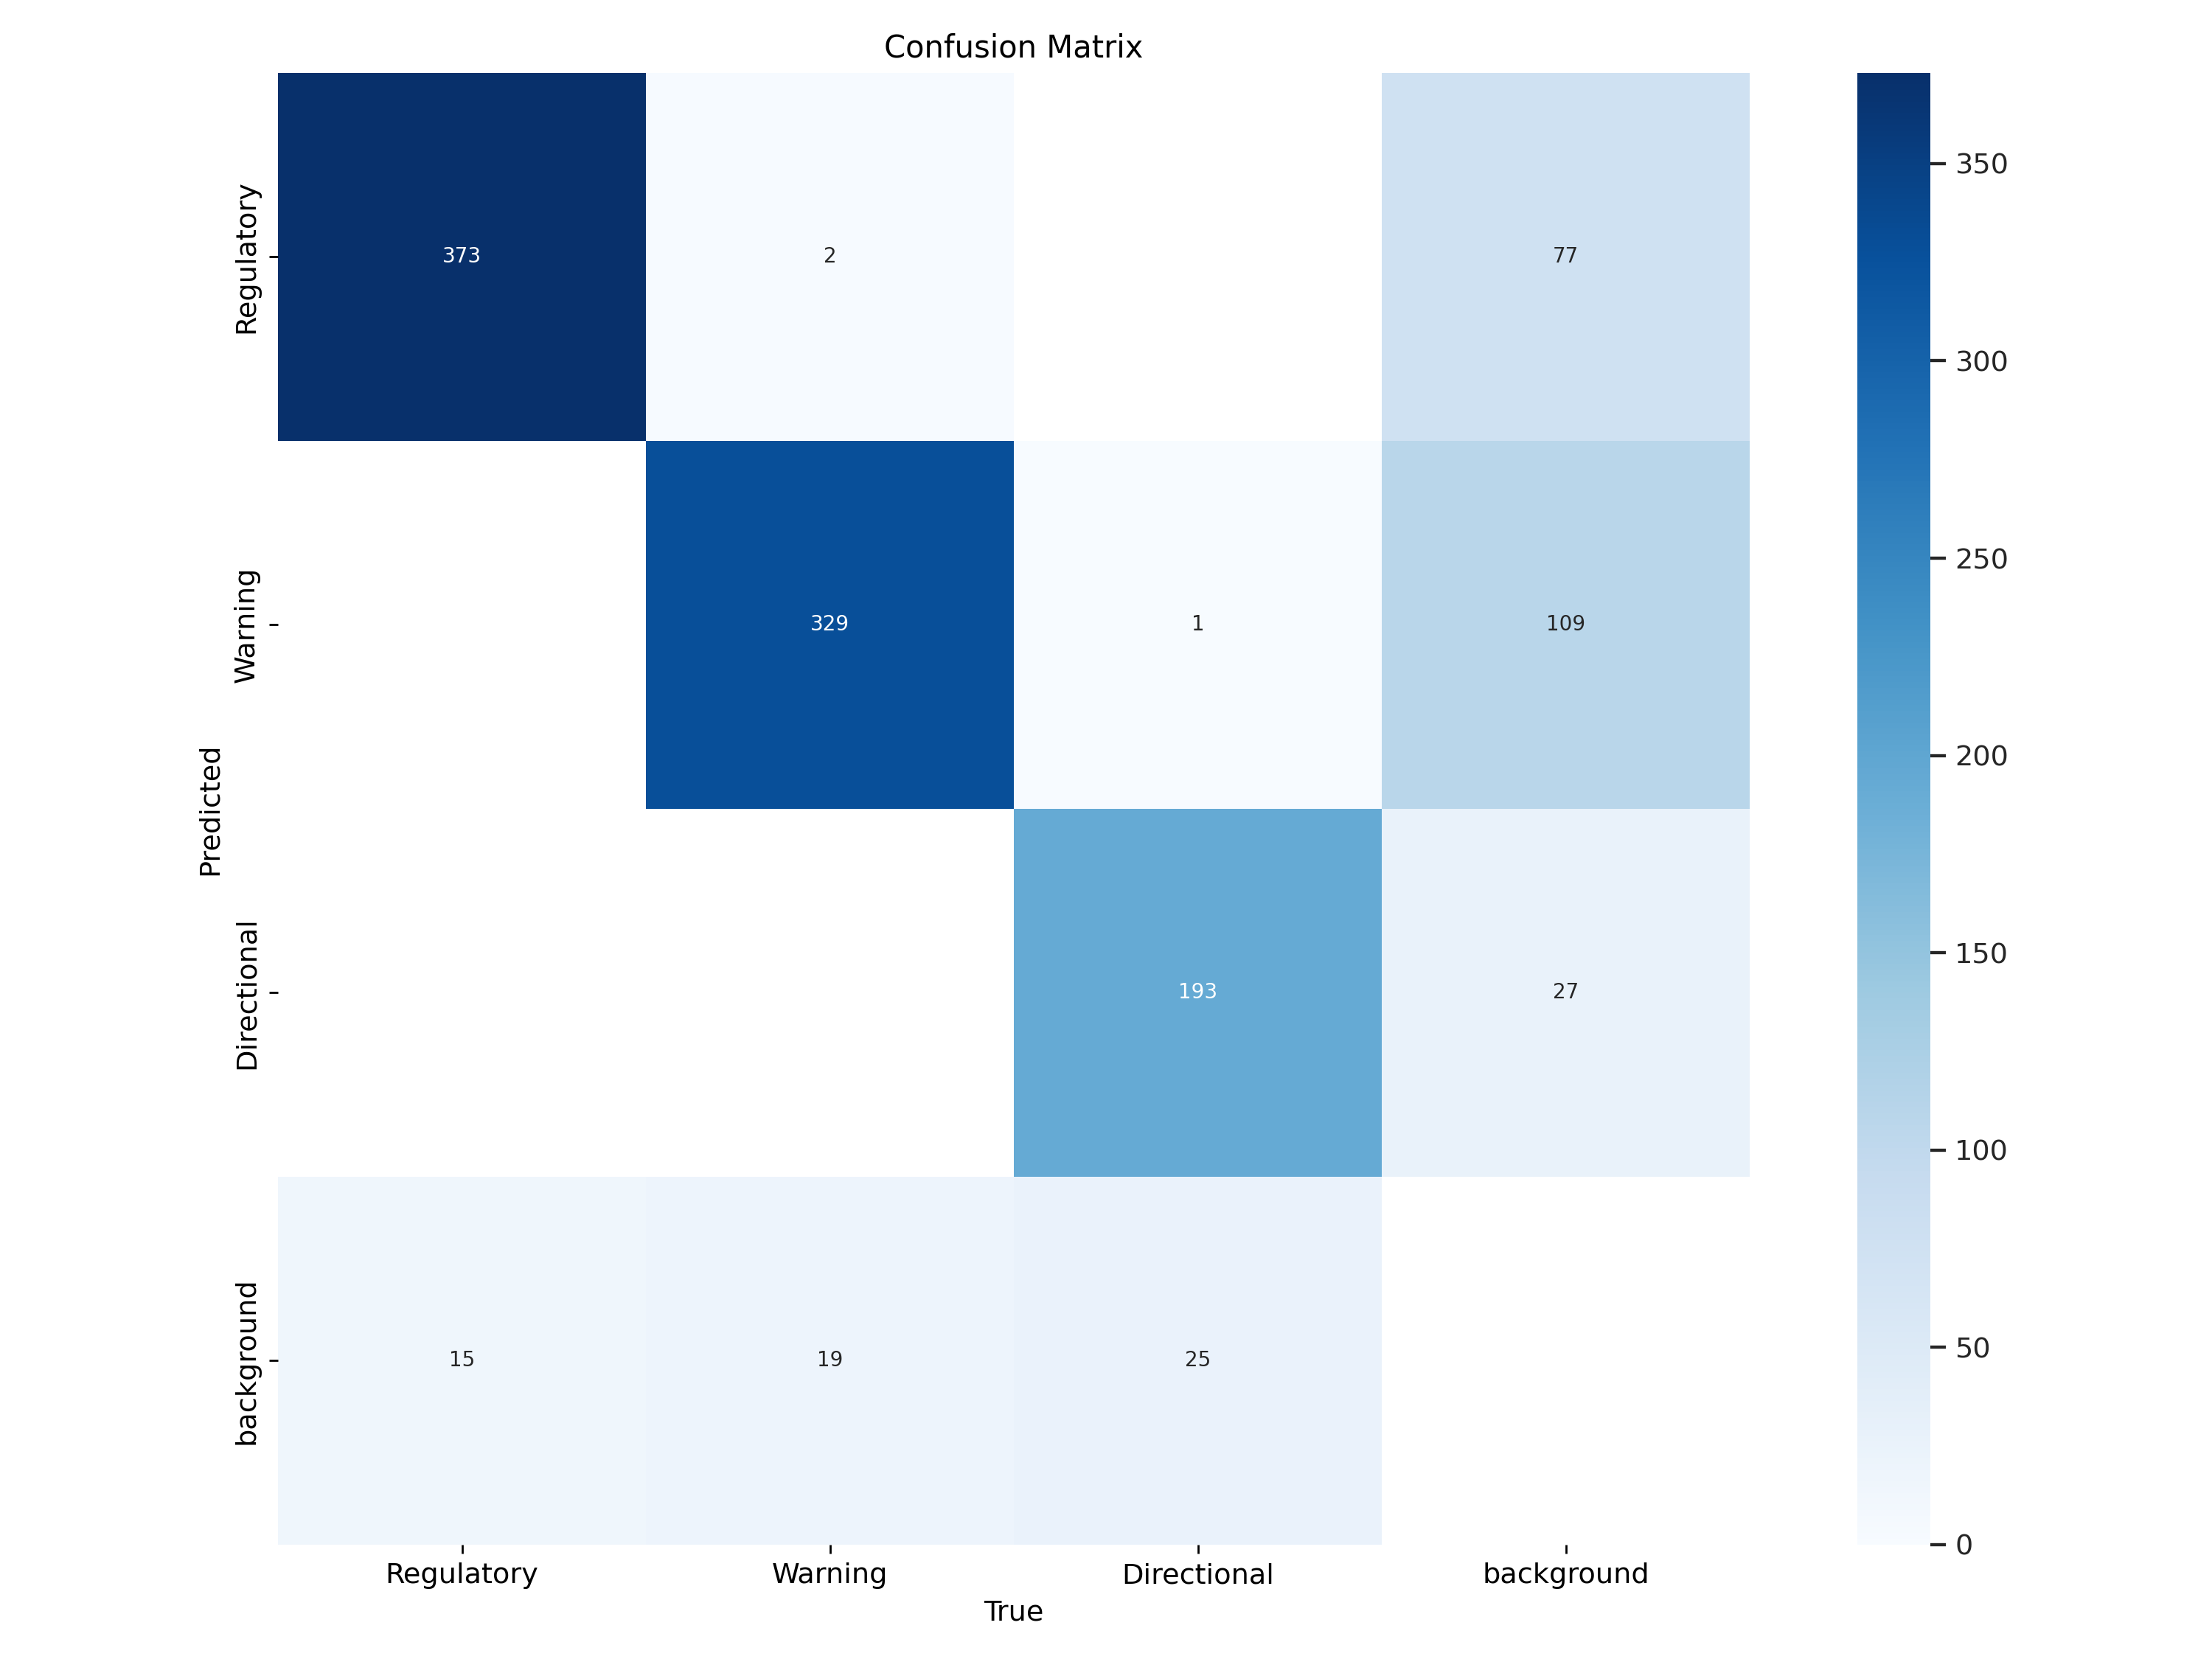 Confusion Matrix
Regulatory
373
2
77
350
300
Warning
329
1
109
250
200
Predicted
Directional
193
27
150
100
background
15
19
25
50
0
Regulatory
Warning
Directional
background
True